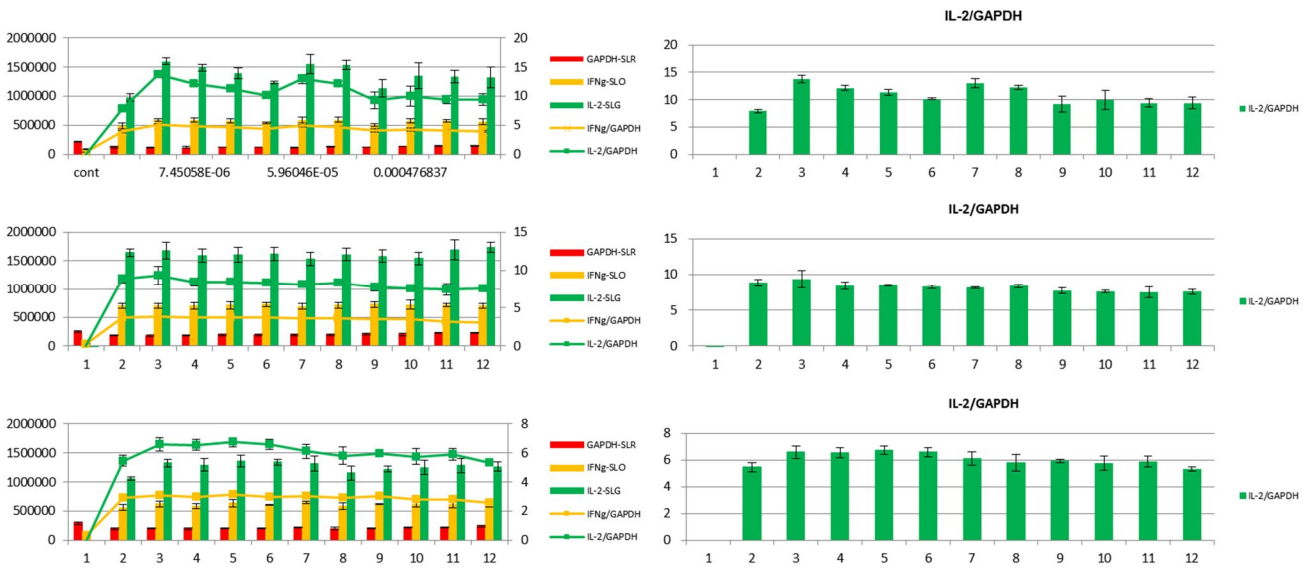 2000000
1500000
1000000
500000
0
20
15
10
5
0
cont
7.45058E-06
5.96046E-05
0.000476837
GAPDH-SLR
IFNg-SLO
IL-2-SLG
IFNg/GAPDH
IL-2/GAPDH
IL-2/GAPDH
20
15
10
5
0
1 2 3 4 5 6 7 8 9 10 11 12
IL-2/GAPDH
2000000
1500000
1000000
500000
0
15
10
5
0
1 2 3 4 5 6 7 8 9 10 11 12
GAPDH-SLR
IFNg-SLO
IL-2-SLG
IFNg/GAPDH
IL-2/GAPDH
IL-2/GAPDH
15
10
5
0
1 2 3 4 5 6 7 8 9 10 11 12
IL-2/GAPDH
2000000
1500000
1000000
500000
0
8
6
4
2
0
1 2 3 4 5 6 7 8 9 10 11 12
GAPDH-SLR
IFNg-SLO
IL-2-SLG
IFNg/GAPDH
IL-2/GAPDH
IL-2/GAPDH
8
6
4
2
0
1 2 3 4 5 6 7 8 9 10 11 12
IL-2/GAPDH